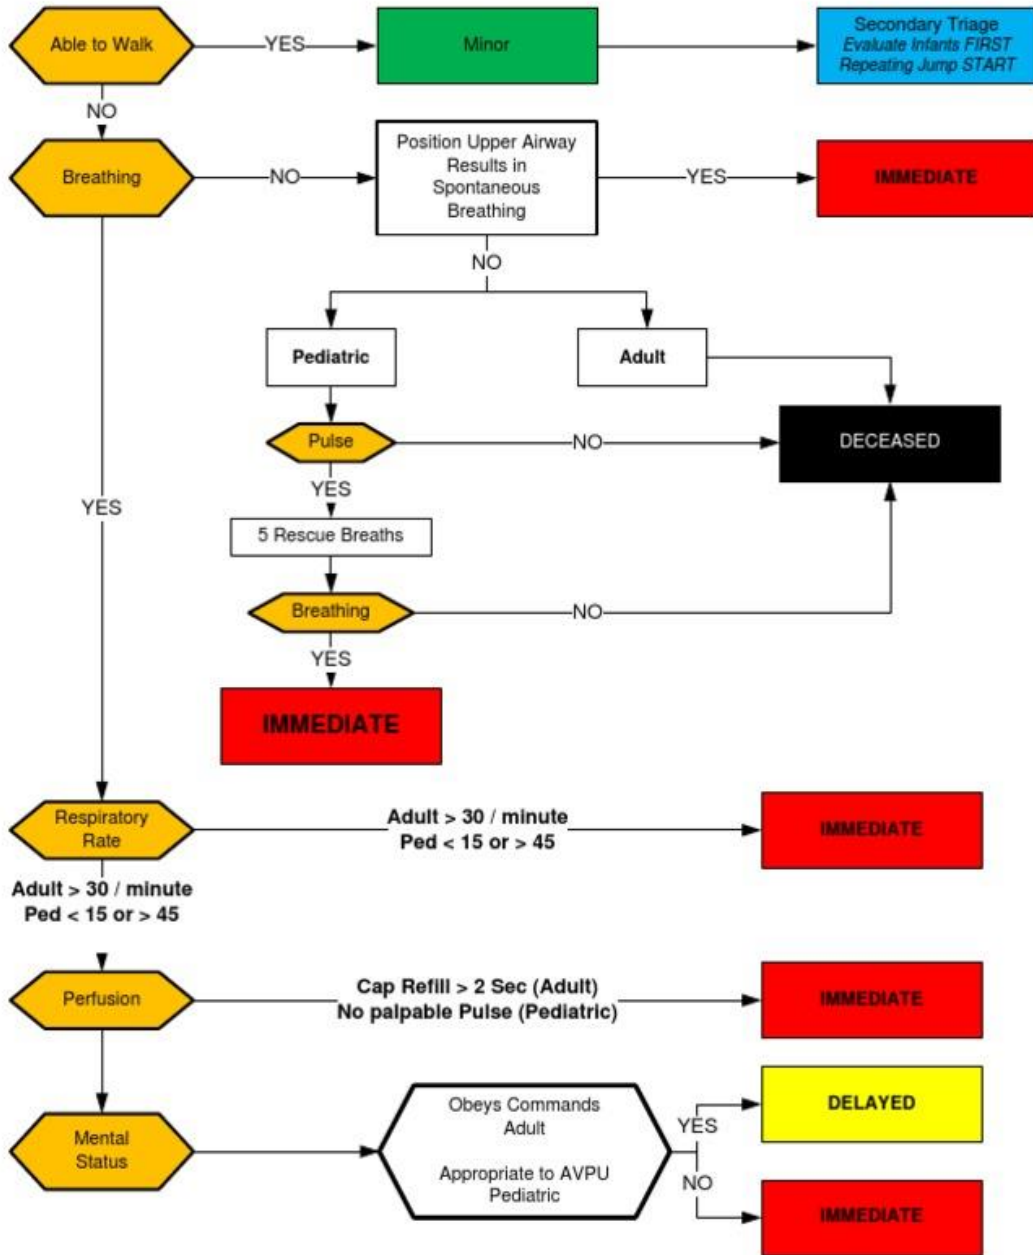 Able to Walk
YES
Minor
Secondary Triage
Evaluate Infants FIRST
Repeating Jump START
NO
Breathing
NO
Position Upper Airway
Results in
Spontaneous
Breathing
YES
IMMEDIATE
NO
Pediatric
Adult
Pulse
NO
DECEASED
YES
YES
5 Rescue Breaths
Breathing
NO
YES
IMMEDIATE
Respiratory
Rate
Adult > 30 / minute
Ped < 15 or > 45
IMMEDIATE
Adult > 30 / minute
Ped < 15 or > 45
Perfusion
Cap Refill > 2 Sec (Adult)
No palpable Pulse (Pediatric)
IMMEDIATE
Mental
Status
Obeys Commands
Adult
Appropriate to AVPU
Pediatric
YES
DELAYED
NO
IMMEDIATE